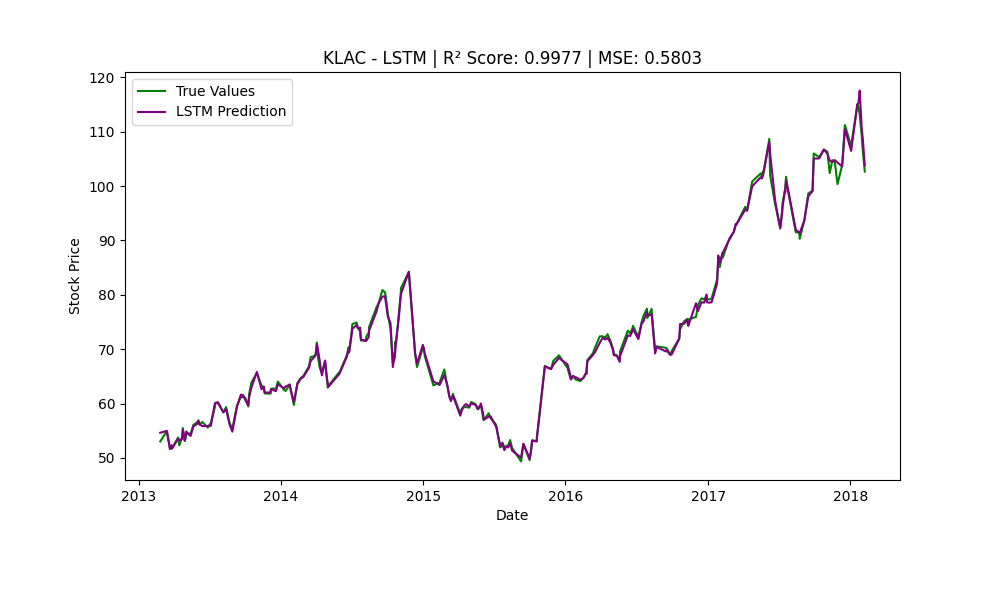 KLAC - LSTM | R² Score: 0.9977 | MSE: 0.5803
True Values
LSTM Prediction
120
110
100
90
80
70
60
50
Stock Price
2013 2014 2015 2016 2017 2018
Date